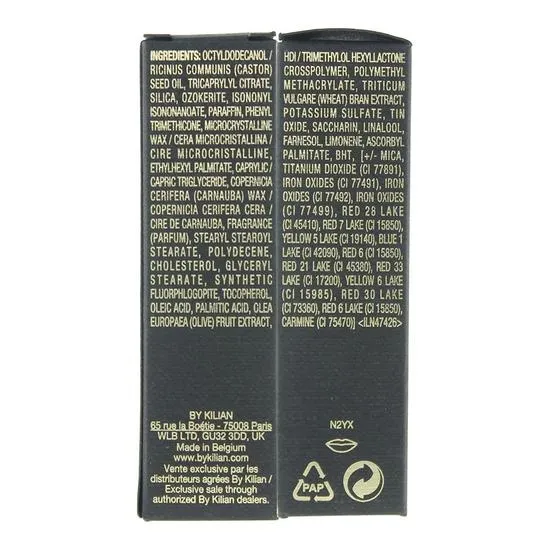 INGREDIENTS: OCTYLDODECANOL /
RICINUS COMMUNIS (CASTOR)
SEED OIL, TRICAPRYLYL CITRATE,
SILICA, OZOKERITE, ISONONYL
ISONONANOATE, PARAFFIN, PHENYL
TRIMETHICONE, MICROCRYSTALLINE
WAX / CERA MICROCRISTALLINA /
CIRE MICROCRISTALLINE,
ETHYLHEXYL PALMITATE, CAPRYLIC /
CAPRIC TRIGLYCERIDE, COPERNICIA
CERIFERA (CARNAUBA) WAX /
COPERNICIA CERIFERA CERA /
CIRE DE CARNAUBA, FRAGRANCE
(PARFUM), STEARYL STEAROYL
STEARATE, POLYDECENE,
CHOLESTEROL, GLYCERYL
STEARATE, SYNTHETIC
FLUORPHLOGOPITE, TOCOPHEROL,
OLEIC ACID, PALMITIC ACID, OLEA
EUROPAEA (OLIVE) FRUIT EXTRACT,
BY KILIAN
65 rue la Boétie - 75008 Paris
WLB LTD, GU32 3DD, UK
Made in Belgium
www.bykilian.com
Vente exclusive par les
distributeurs agrées By Kilian /
Exclusive sale through
authorized By Kilian dealers.
HDI / TRIMETHYLOL HEXYLLACTONE
CROSSPOLYMER, POLYMETHYL
METHACRYLATE, TRITICUM
VULGARE (WHEAT) BRAN EXTRACT,
POTASSIUM SULFATE, TIN
OXIDE, SACCHARIN, LINALOOL,
FARNESOL, LIMONENE, ASCORBYL
PALMITATE, BHT, [+/- MICA,
TITANIUM DIOXIDE (CI 77891),
IRON OXIDES (CI 77491), IRON
OXIDES (CI 77492), IRON OXIDES
(CI 77499), RED 28 LAKE
(CI 45410), RED 7 LAKE (CI 15850),
YELLOW 5 LAKE (CI 19140), BLUE 1
LAKE (CI 42090), RED 6 (CI 15850),
RED 21 LAKE (CI 45380), RED 33
LAKE (CI 17200), YELLOW 6 LAKE
(CI 15985), RED 30 LAKE
(CI 73360), RED 6 LAKE (CI 15850),
CARMINE (CI 75470)] <ILN47426>
N2YX
PAP